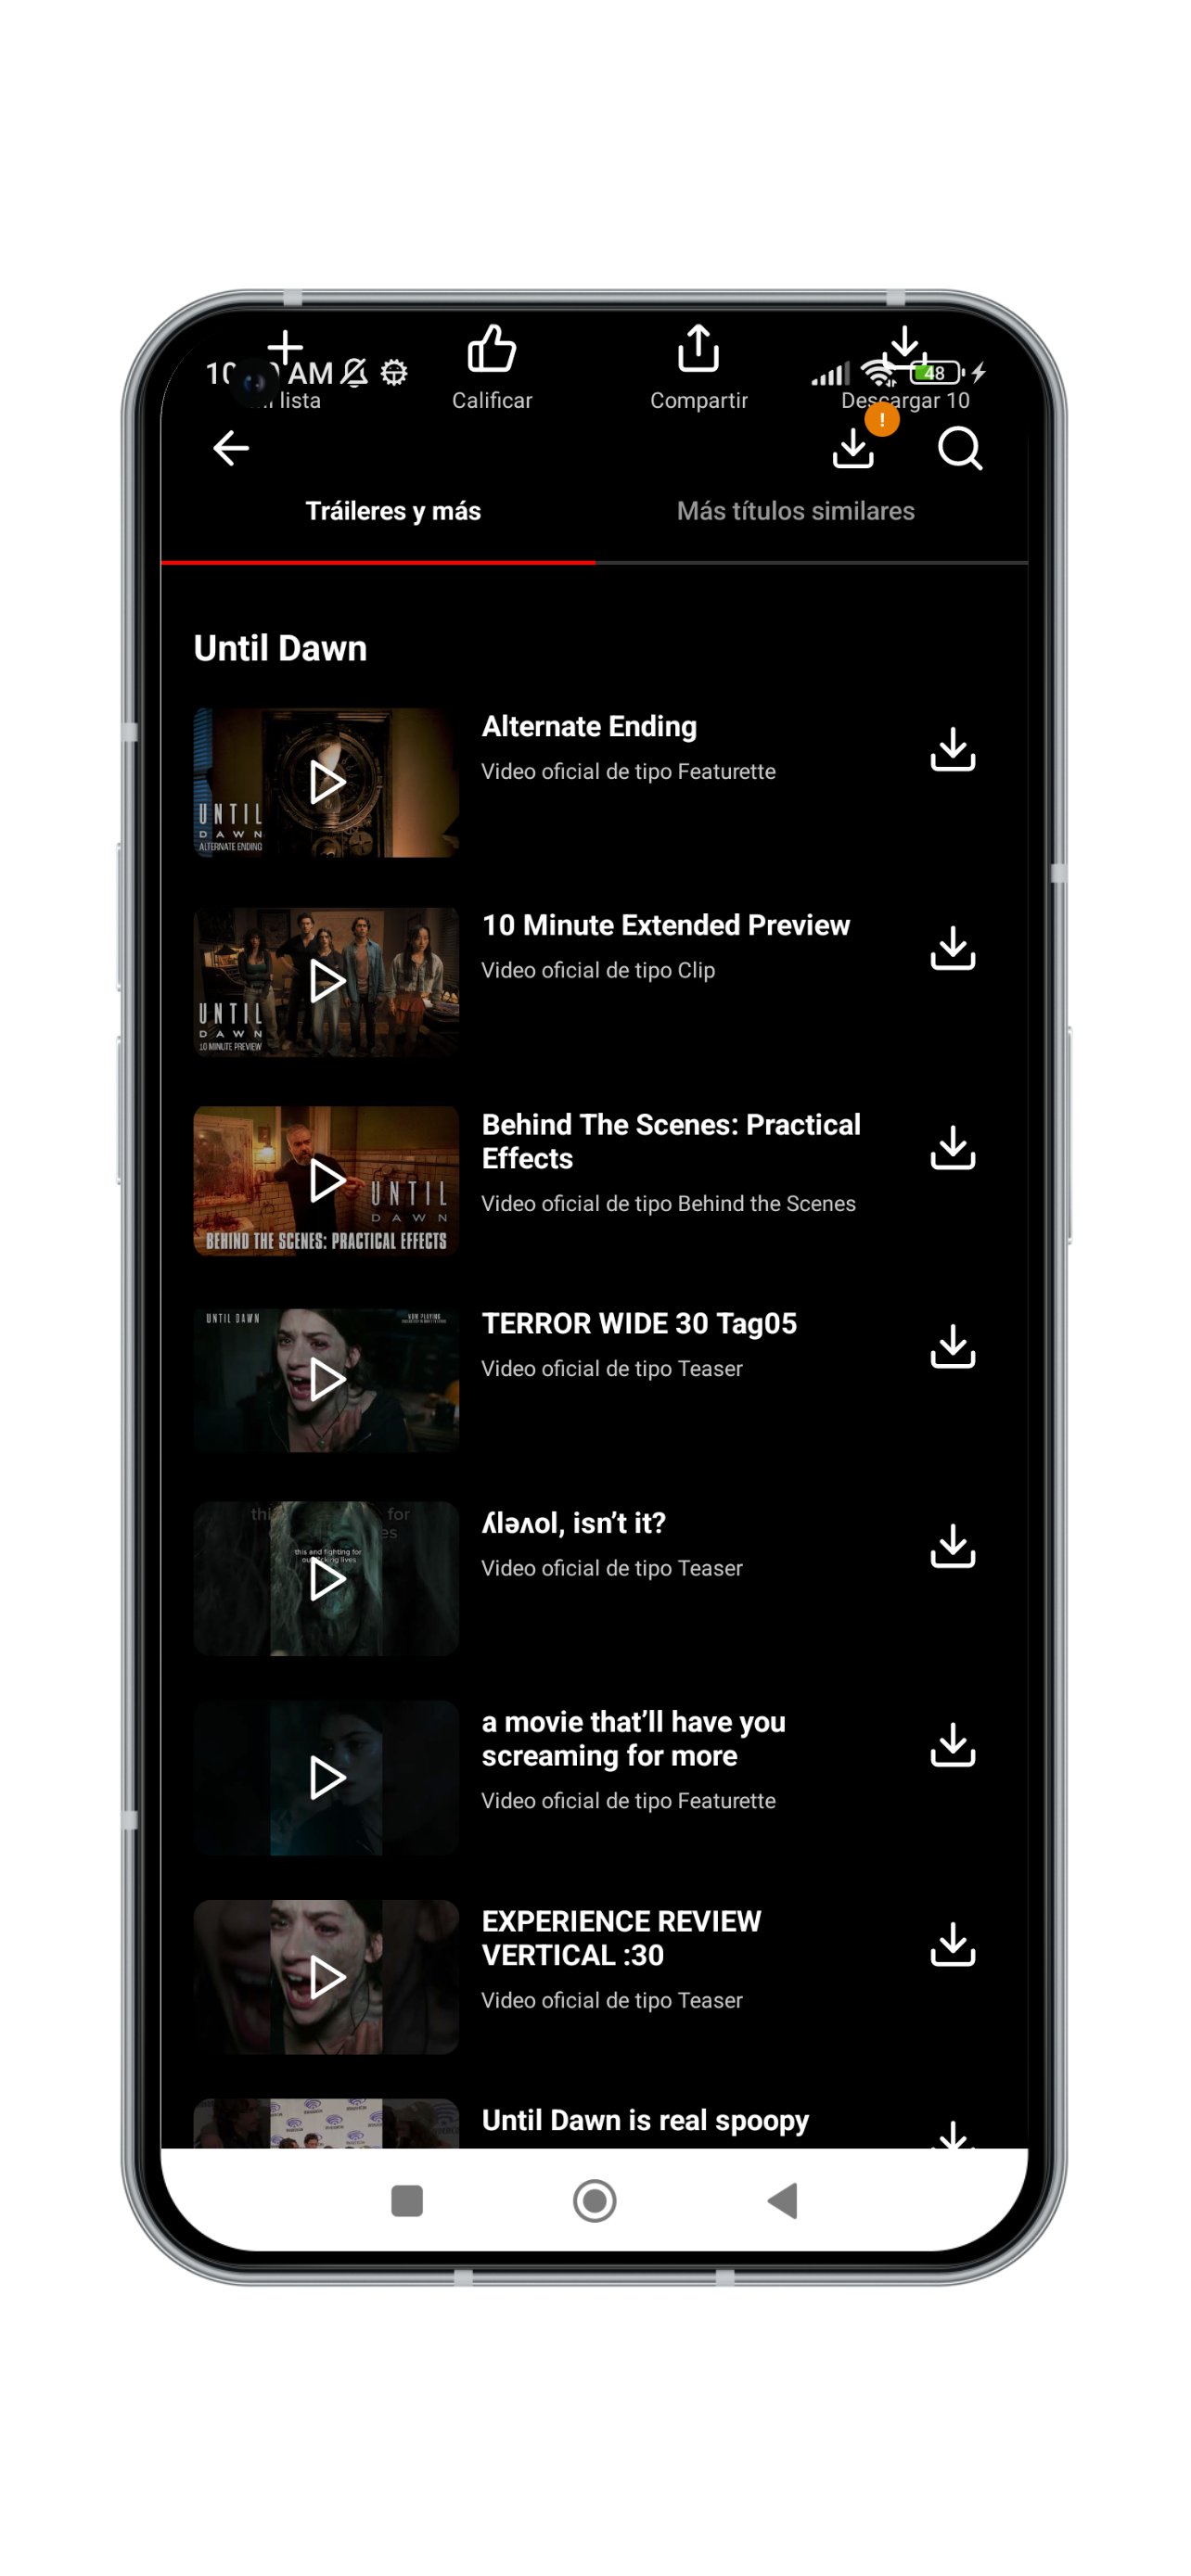 AM
48
lista
Calificar
Compartir
Descargar 10
!
Tráileres y más
Más títulos similares
Until Dawn
UNTIL
DAWN
ALTERNATE ENDING
Alternate Ending
Video oficial de tipo Featurette
UNTIL
DAWN
10 MINUTE PREVIEW
10 Minute Extended Preview
Video oficial de tipo Clip
UNTIL
DAWN
BEHIND THE SCENES: PRACTICAL EFFECTS
Behind The Scenes: Practical
Effects
Video oficial de tipo Behind the Scenes
UNTIL DAWN
NOW PLAYING
TERROR WIDE 30 Tag05
Video oficial de tipo Teaser
for
this and fighting for
lives
ʎləʌol, isn’t it?
Video oficial de tipo Teaser
a movie that’ll have you
screaming for more
Video oficial de tipo Featurette
EXPERIENCE REVIEW
VERTICAL :30
Video oficial de tipo Teaser
Until Dawn is real spoopy